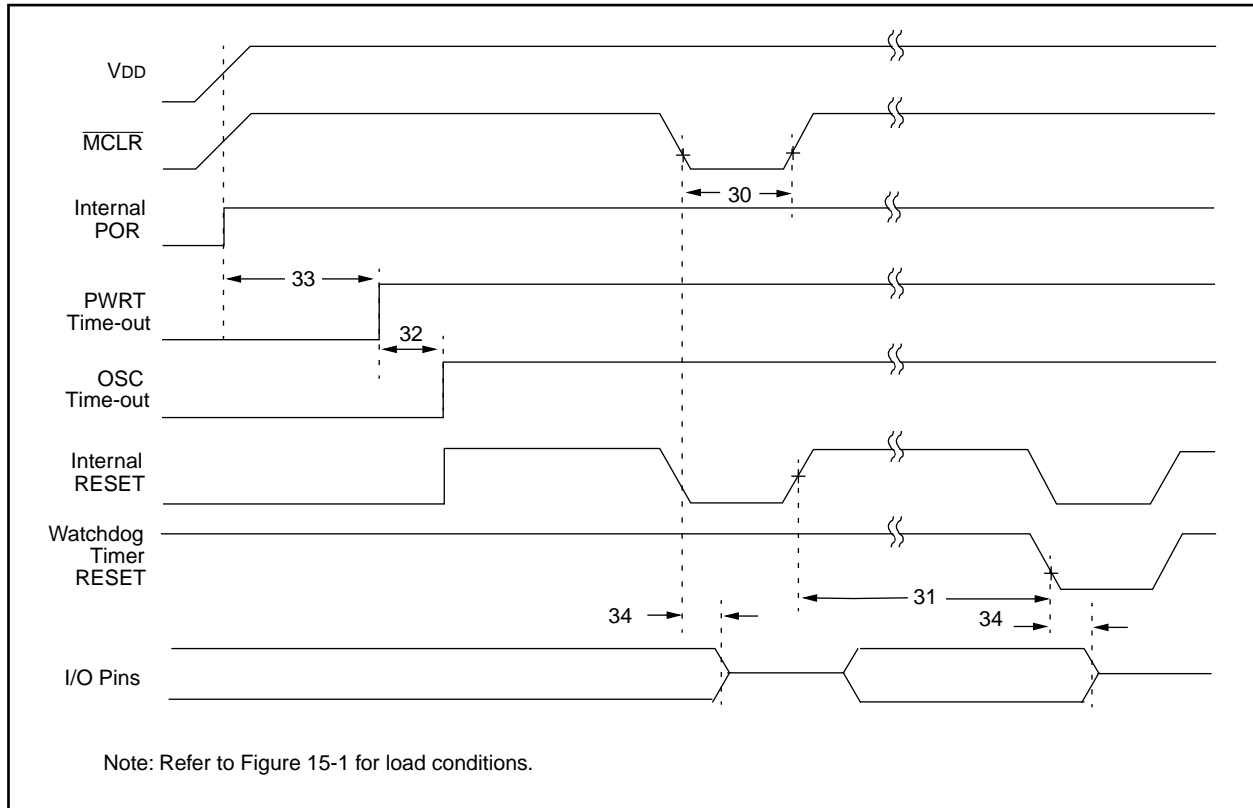 VDD
MCLR
30
Internal
POR
33
PWRT
Time-out
32
OSC
Time-out
Internal
RESET
Watchdog
Timer
RESET
31
34
34
I/O Pins
Note: Refer to Figure 15-1 for load conditions.